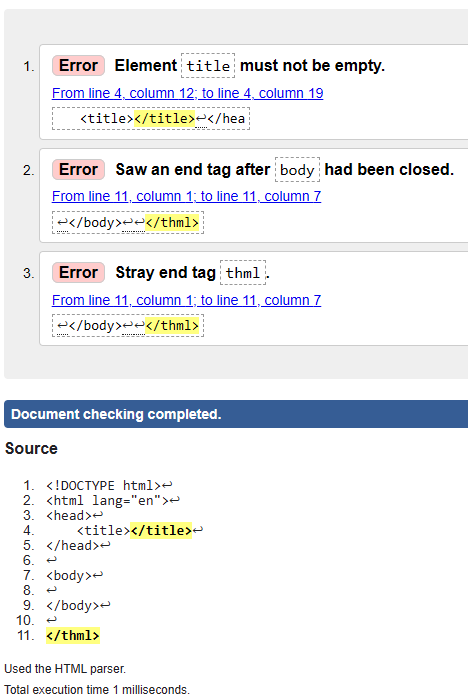 1. Error Element title must not be empty.
From line 4, column 12; to line 4, column 19
<title></title>↩</hea
2. Error Saw an end tag after body had been closed.
From line 11, column 1; to line 11, column 7
↩</body>↩↩</thml>
3. Error Stray end tag thml.
From line 11, column 1; to line 11, column 7
↩</body>↩↩</thml>
Document checking completed.
Source
1. <!DOCTYPE html>↩
2. <html lang="en">↩
3. <head>↩
4.     <title></title>↩
5. </head>↩
6. ↩
7. <body>↩
8. ↩
9. </body>↩
10. ↩
11. </thml>
Used the HTML parser.
Total execution time 1 milliseconds.